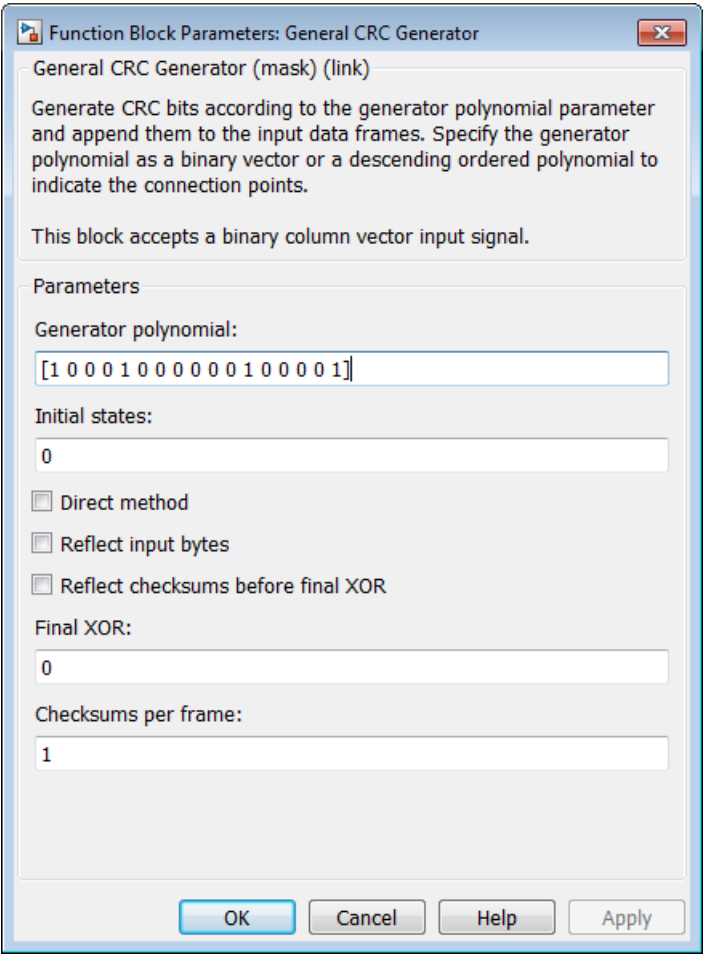 Function Block Parameters: General CRC Generator
General CRC Generator (mask) (link)
Generate CRC bits according to the generator polynomial parameter
and append them to the input data frames. Specify the generator
polynomial as a binary vector or a descending ordered polynomial to
indicate the connection points.
This block accepts a binary column vector input signal.
Parameters
Generator polynomial:
[1 0 0 0 1 0 0 0 0 0 0 1 0 0 0 0 1]
Initial states:
0
Direct method
Reflect input bytes
Reflect checksums before final XOR
Final XOR:
0
Checksums per frame:
1
OK Cancel Help Apply